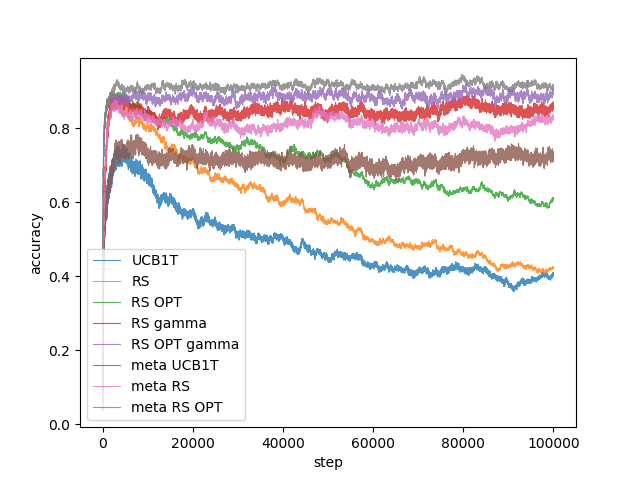 accuracy
0.8
0.6
0.4
0.2
0.0
UCB1T
RS
RS OPT
RS gamma
RS OPT gamma
meta UCB1T
meta RS
meta RS OPT
0 20000 40000 60000 80000 100000
step